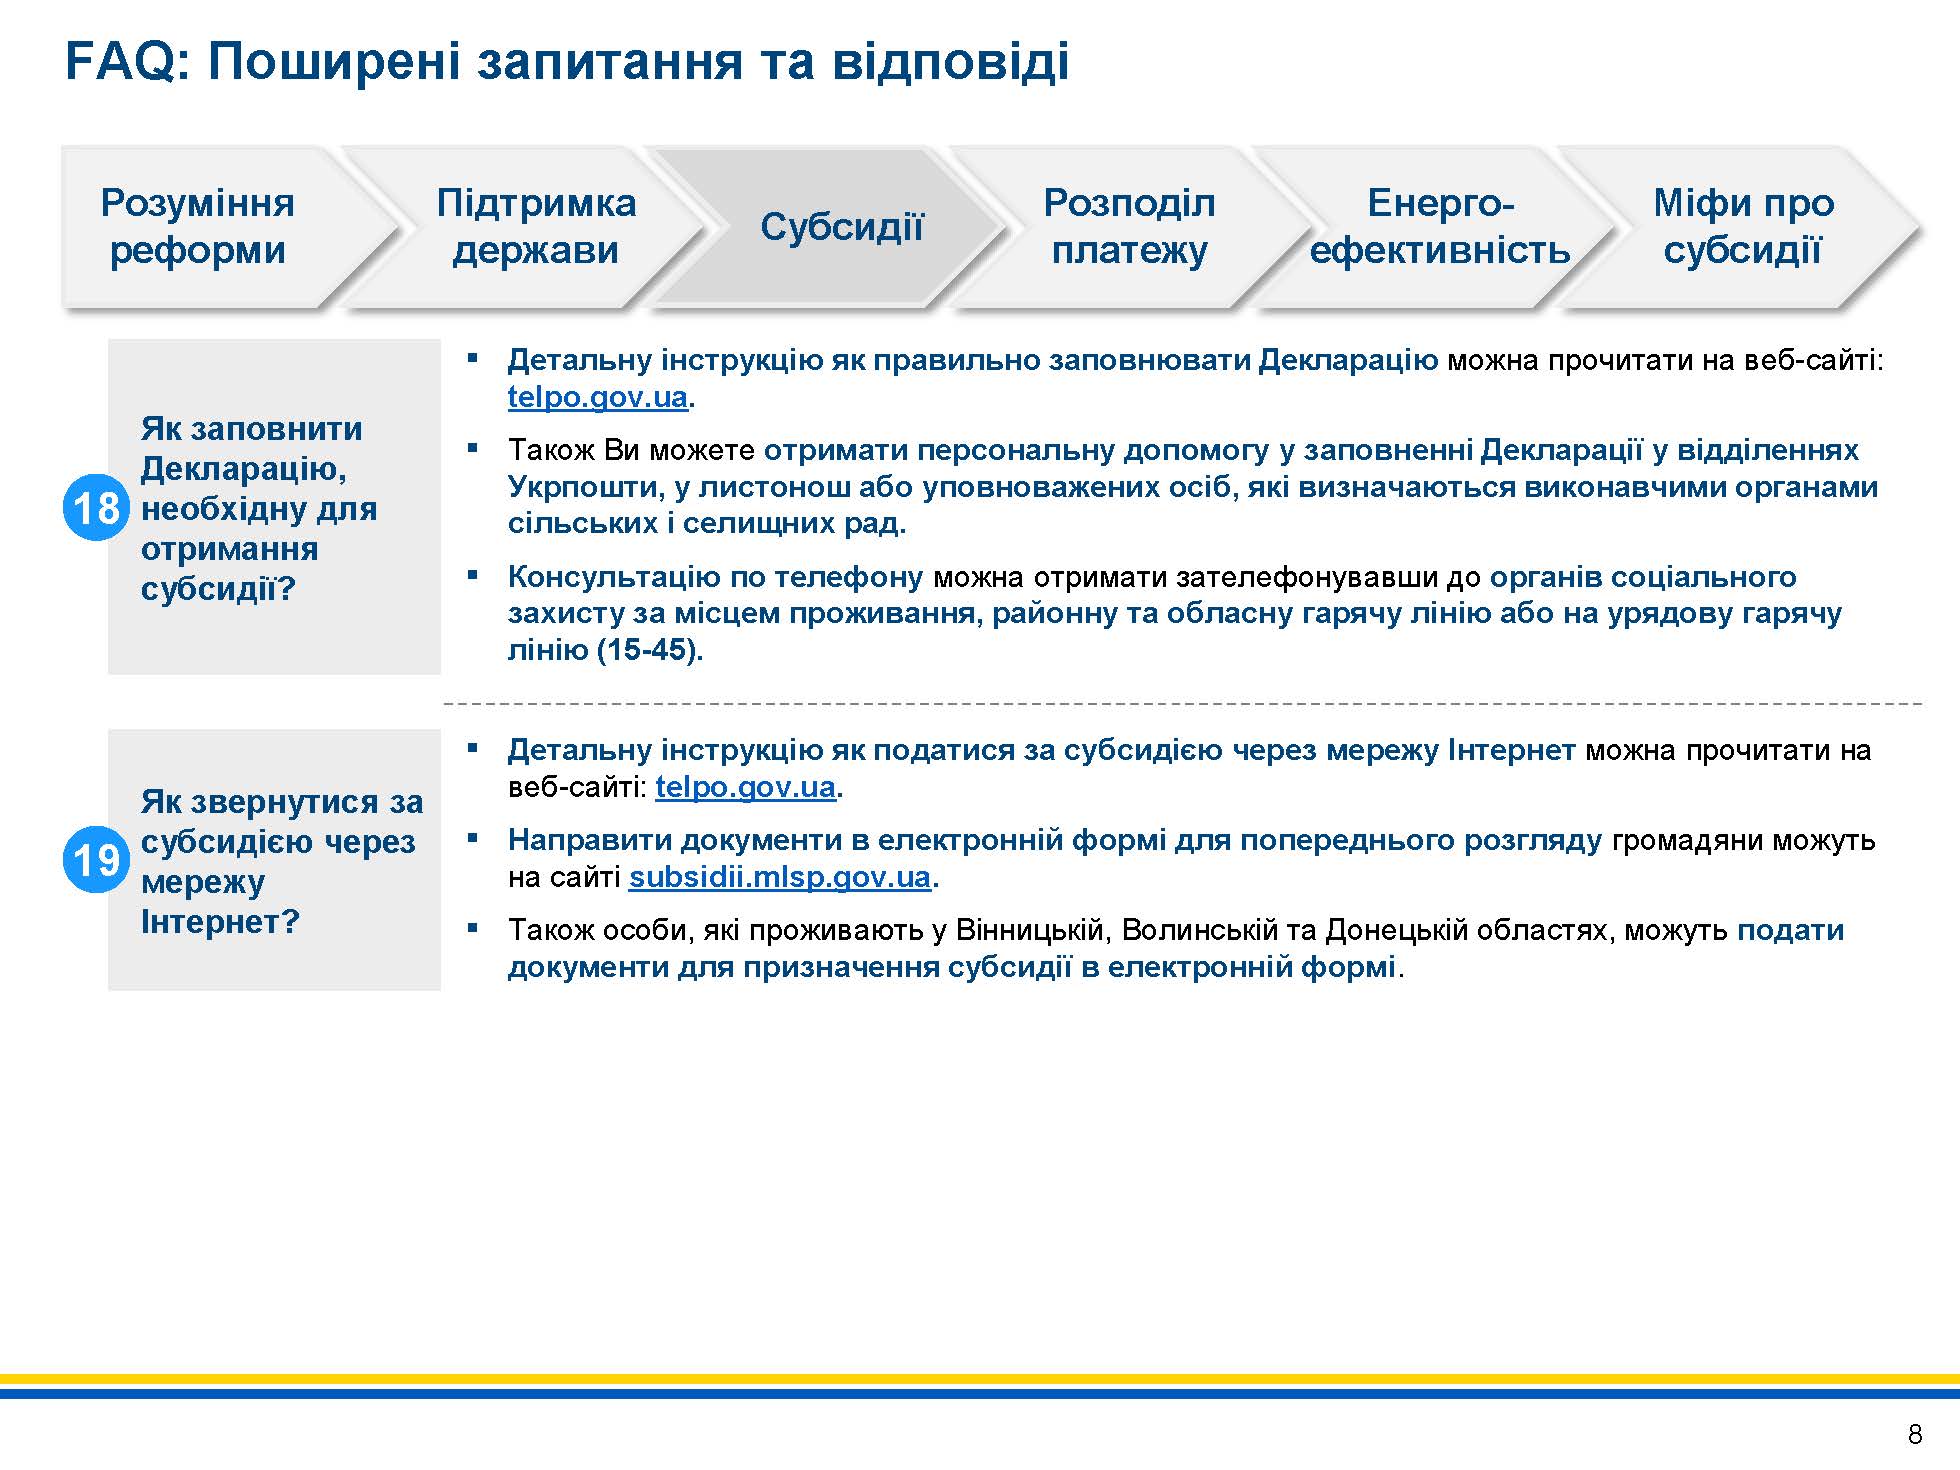 FAQ: Поширені запитання та відповіді
Розуміння
реформи
Підтримка
держави
Субсидії
Розподіл
платежу
Енерго-
ефективність
Міфи про
субсидії
18
Як заповнити
Декларацію,
необхідну для
отримання
субсидії?
▪ Детальну інструкцію як правильно заповнювати Декларацію можна прочитати на веб-сайті:
telpo.gov.ua.
▪ Також Ви можете отримати персональну допомогу у заповненні Декларації у відділеннях
Укрпошти, у листонош або уповноважених осіб, які визначаються виконавчими органами
сільських і селищних рад.
▪ Консультацію по телефону можна отримати зателефонувавши до органів соціального
захисту за місцем проживання, районну та обласну гарячу лінію або на урядову гарячу
лінію (15-45).
19
Як звернутися за
субсидією через
мережу
Інтернет?
▪ Детальну інструкцію як податися за субсидією через мережу Інтернет можна прочитати на
веб-сайті: telpo.gov.ua.
▪ Направити документи в електронній формі для попереднього розгляду громадяни можуть
на сайті subsidii.mlsp.gov.ua.
▪ Також особи, які проживають у Вінницькій, Волинській та Донецькій областях, можуть подати
документи для призначення субсидії в електронній формі.
8